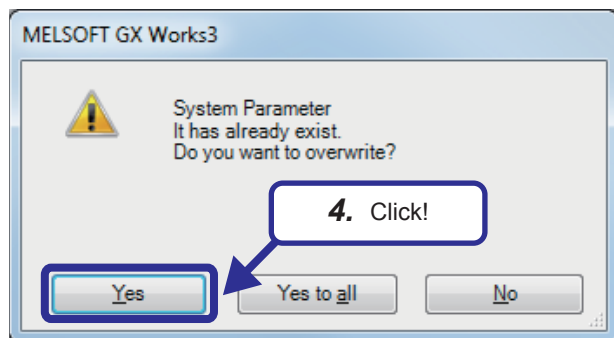 MELSOFT GX Works3
System Parameter
It has already exist.
Do you want to overwrite?
4. Click!
Yes
Yes to all
No